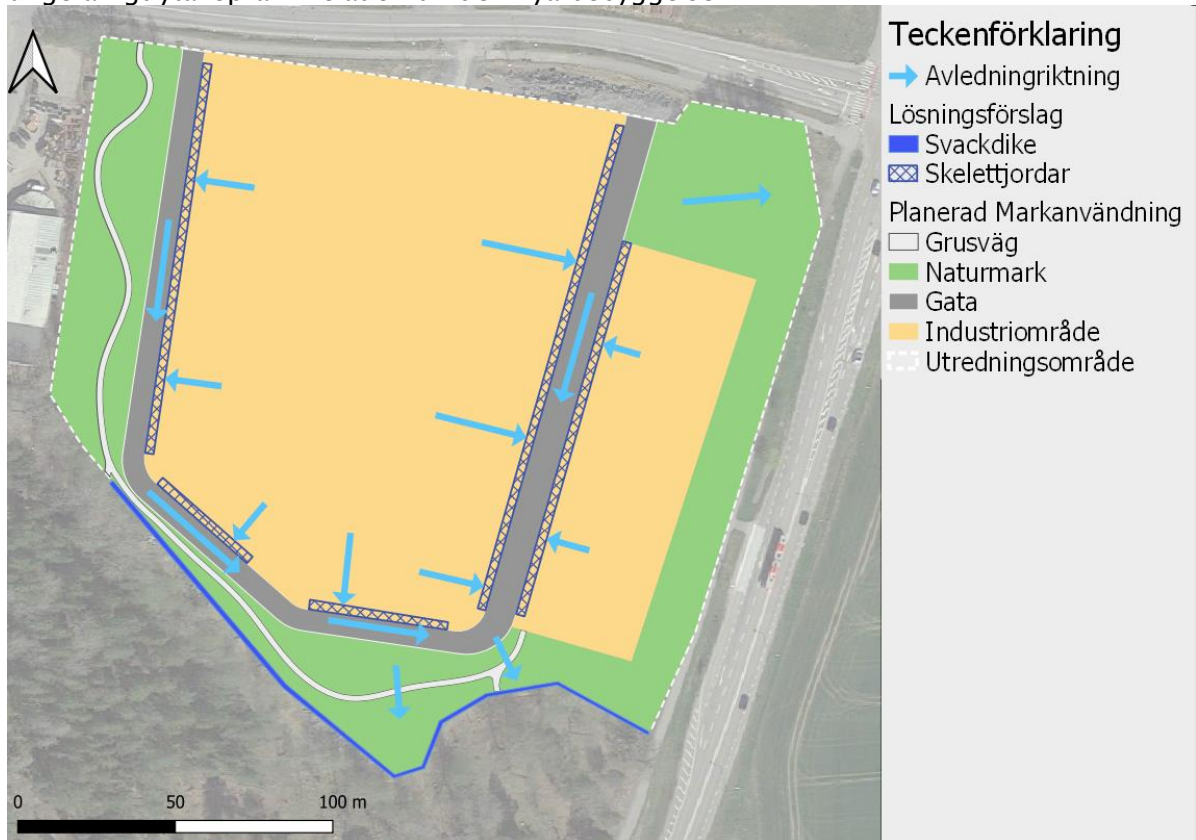 Teckenförklaring
Avledningriktning
Lösningsförslag
Svackdike
Skelettjordar
Planerad Markanvändning
Grusväg
Naturmark
Gata
Industriområde
Utredningsområde
0 50 100 m